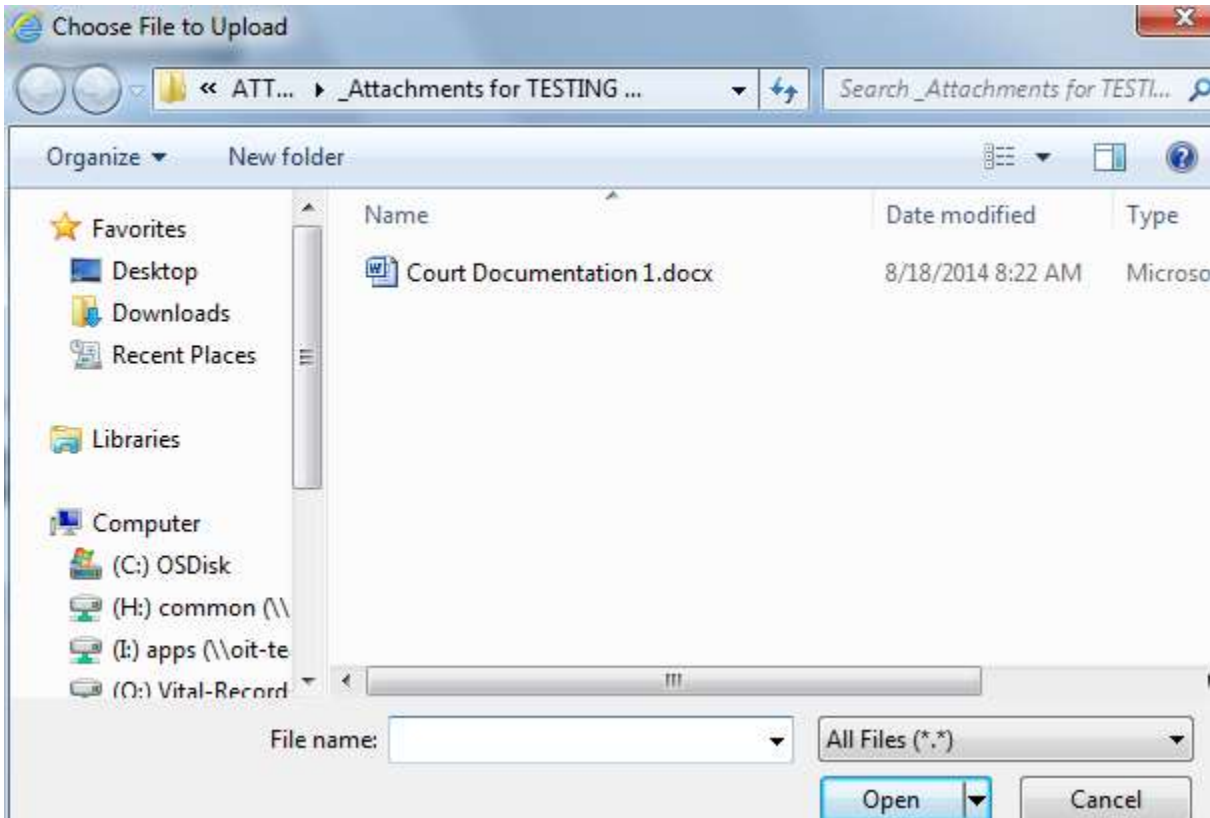 Choose File to Upload
« ATT... ▸ _Attachments for TESTING ...
Search _Attachments for TESTI...
Organize ▾ New folder
Name Date modified Type
Court Documentation 1.docx 8/18/2014 8:22 AM Microso
Favorites
Desktop
Downloads
Recent Places
Libraries
Computer
(C:) OSDisk
(H:) common (\\
(I:) apps (\\oit-te
(O:) Vital-Record
File name:
All Files (*.*)
Open Cancel